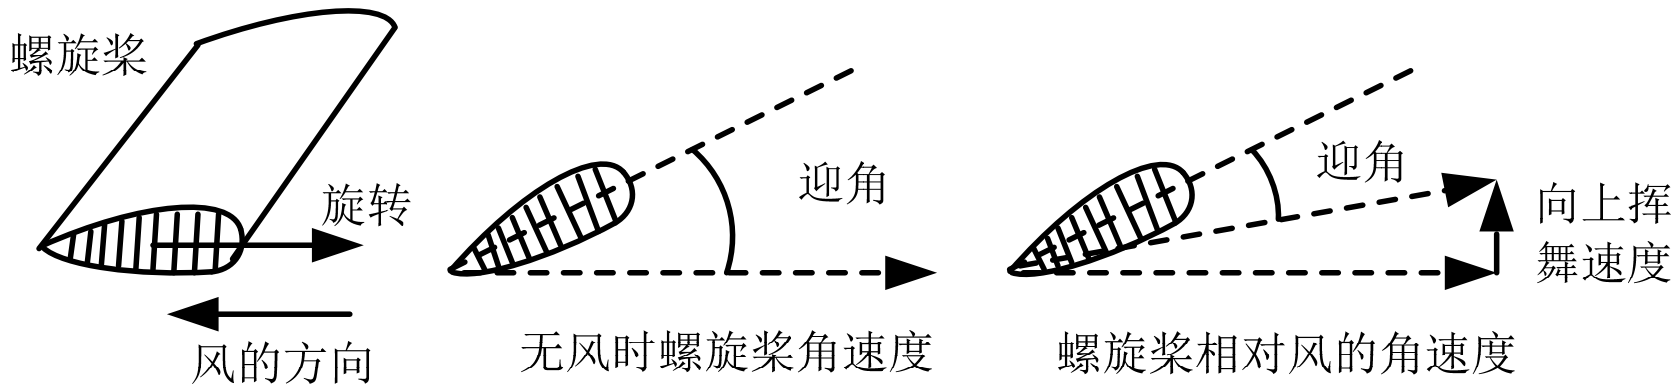 螺旋桨
旋转
风的方向
迎角
无风时螺旋桨角速度
迎角
向上挥
舞速度
螺旋桨相对风的角速度